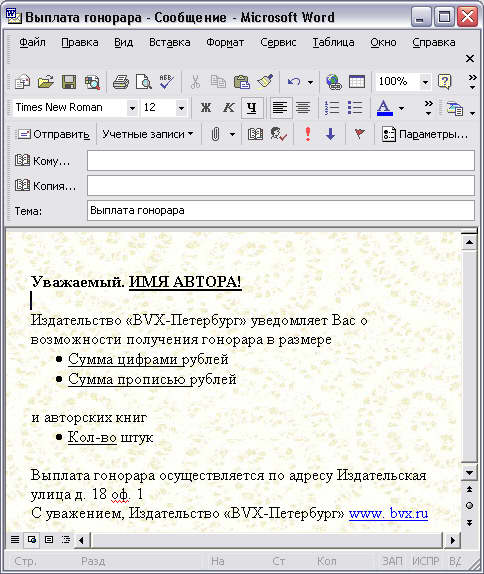 Выплата гонорара - Сообщение - Microsoft Word
Файл Правка Вид Вставка Формат Сервис Таблица Окно Справка
100%
Times New Roman 12 Ж К Ч
Отправить Учетные записи Параметры...
Кому...
Копия...
Тема: Выплата гонорара
Уважаемый. ИМЯ АВТОРА!
Издательство «BVX-Петербург» уведомляет Вас о
возможности получения гонорара в размере
• Сумма цифрами рублей
• Сумма прописью рублей
и авторских книг
• Кол-во штук
Выплата гонорара осуществляется по адресу Издательская
улица д. 18 оф. 1
С уважением, Издательство «BVX-Петербург» www. bvx.ru
Стр. Разд На Ст Кол ЗАП ИСПР ВД